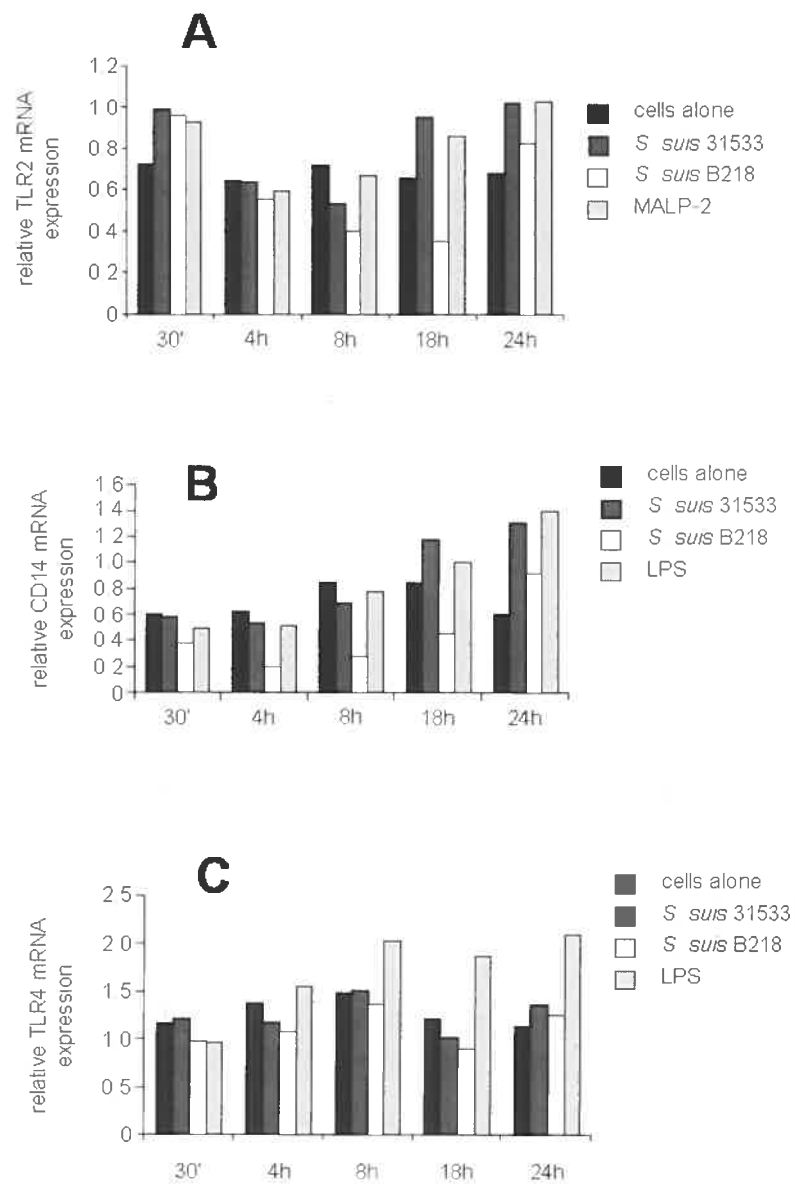 A
relative TLR2 mRNA
expression
1 2
1 0
0 8
0 6
0 4
0 2
0
30'
4h
8h
18h
24h
cells alone
S suis 31533
S suis B218
MALP-2
B
relative CD14 mRNA
expression
1 6
1 4
1 2
1 0
0 8
0 6
0 4
0 2
0
30'
4h
8h
18h
24h
cells alone
S suis 31533
S suis B218
LPS
C
relative TLR4 mRNA
expression
2 5
2 0
1 5
1 0
0 5
0
30'
4h
8h
18h
24h
cells alone
S suis 31533
S suis B218
LPS